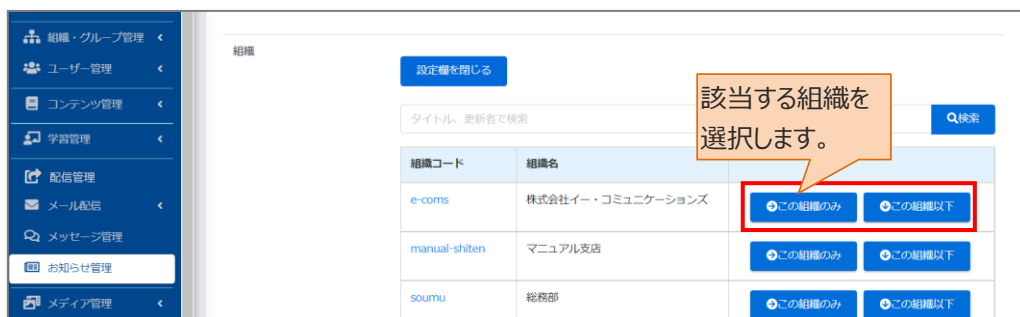 組織・グループ管理
ユーザー管理
コンテンツ管理
学習管理
配信管理
メール配信
メッセージ管理
お知らせ管理
メディア管理
組織
設定欄を閉じる
タイトル、更新者で検索
検索
該当する組織を
選択します。
組織コード 組織名
e-coms 株式会社イー・コミュニケーションズ この組織のみ この組織以下
manual-shiten マニュアル支店 この組織のみ この組織以下
soumu 総務部 この組織のみ この組織以下